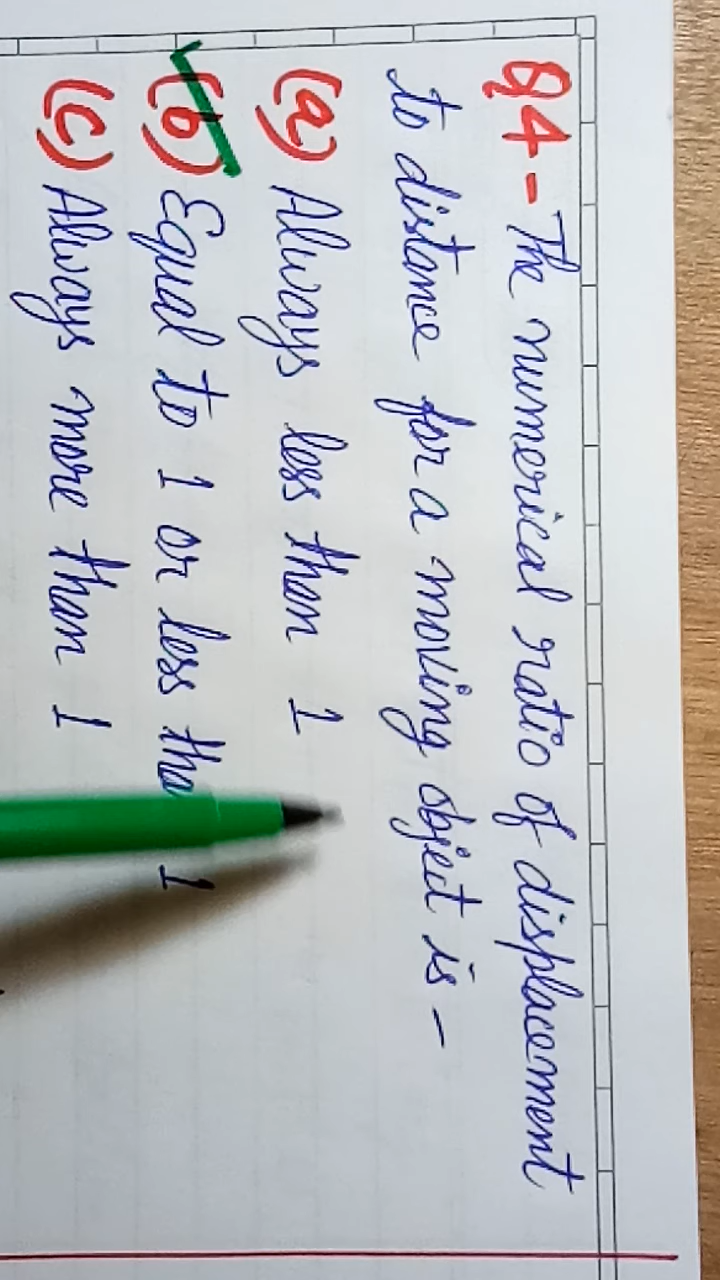 Q4- The numerical ratio of displacement
to distance for a moving object is -
(a) Always less than 1
(b) Equal to 1 or less tha 1
(c) Always more than 1